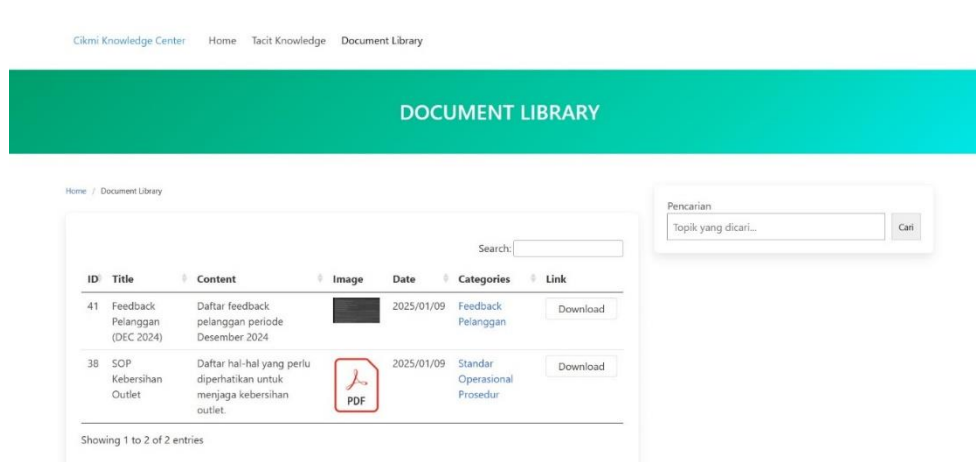 Cikmi Knowledge Center Home Tacit Knowledge Document Library
DOCUMENT LIBRARY
Home / Document Library
Search:
ID Title Content Image Date Categories Link
41 Feedback Daftar feedback 2025/01/09 Feedback Download
Pelanggan pelanggan periode Pelanggan
(DEC 2024) Desember 2024
38 SOP Daftar hal-hal yang perlu 2025/01/09 Standar Download
Kebersihan diperhatikan untuk Operasional
Outlet menjaga kebersihan Prosedur
outlet.
PDF
Showing 1 to 2 of 2 entries
Pencarian
Topik yang dicari... Cari